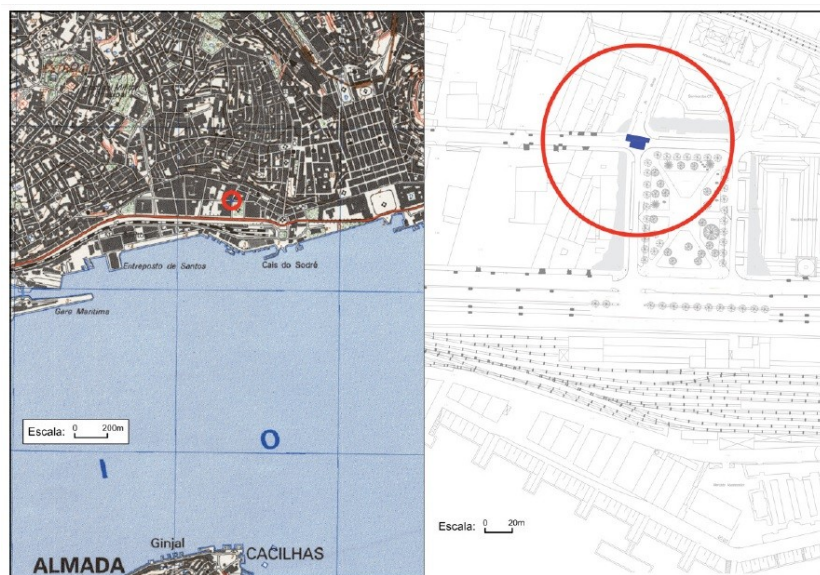 Entreposto de Santos
Cais do Sodré
Gare Marítima
Escala: 0 200m
I O
Ginjal
ALMADA
CACILHAS
Escala: 0 20m